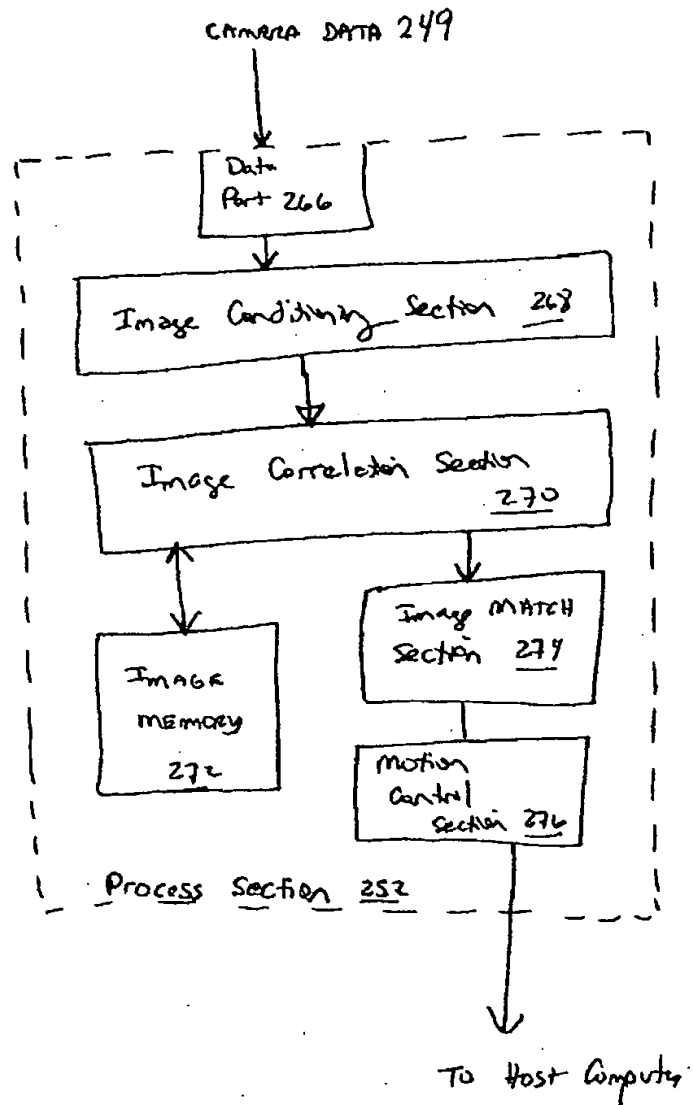 CAMERA DATA 249
Data
Port 266
Image Conditioning Section 268
Image Correlation Section
270
Image MATCH
Section 274
IMAGE
MEMORY
272
Motion
Control
Section 276
Process Section 252
To Host Computer